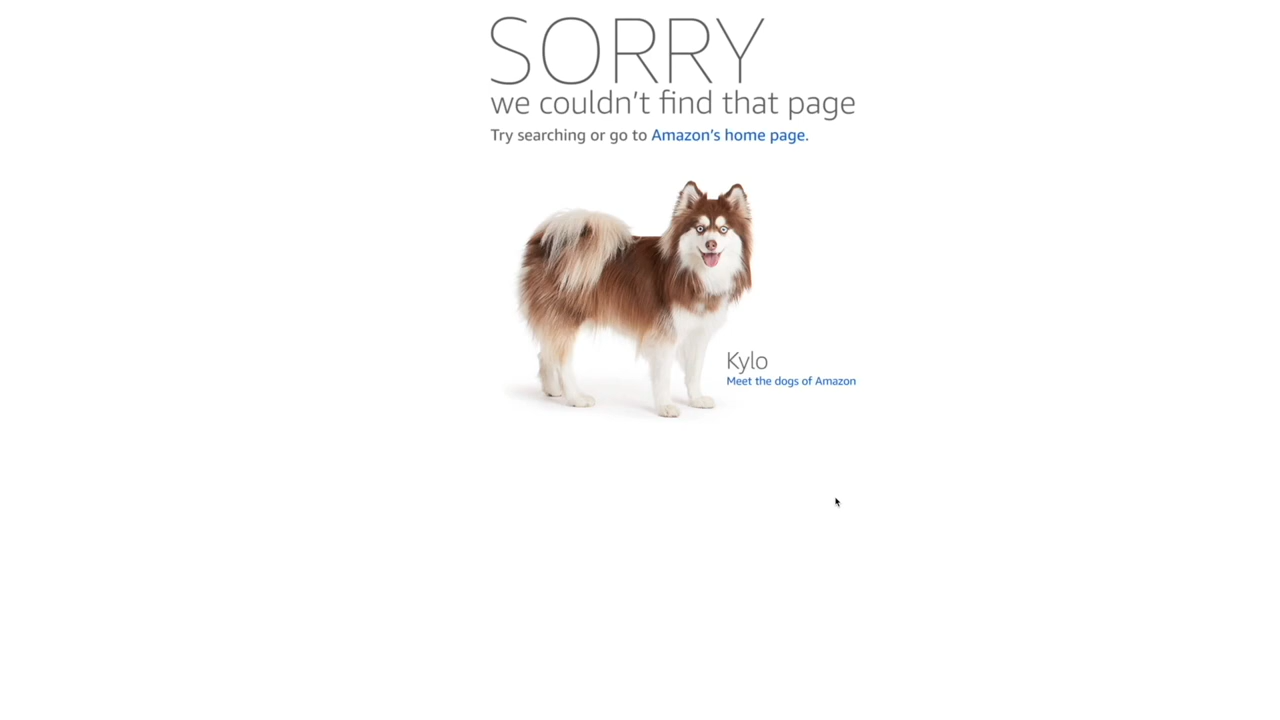 SORRY
we couldn't find that page
Try searching or go to Amazon's home page.
Kylo
Meet the dogs of Amazon